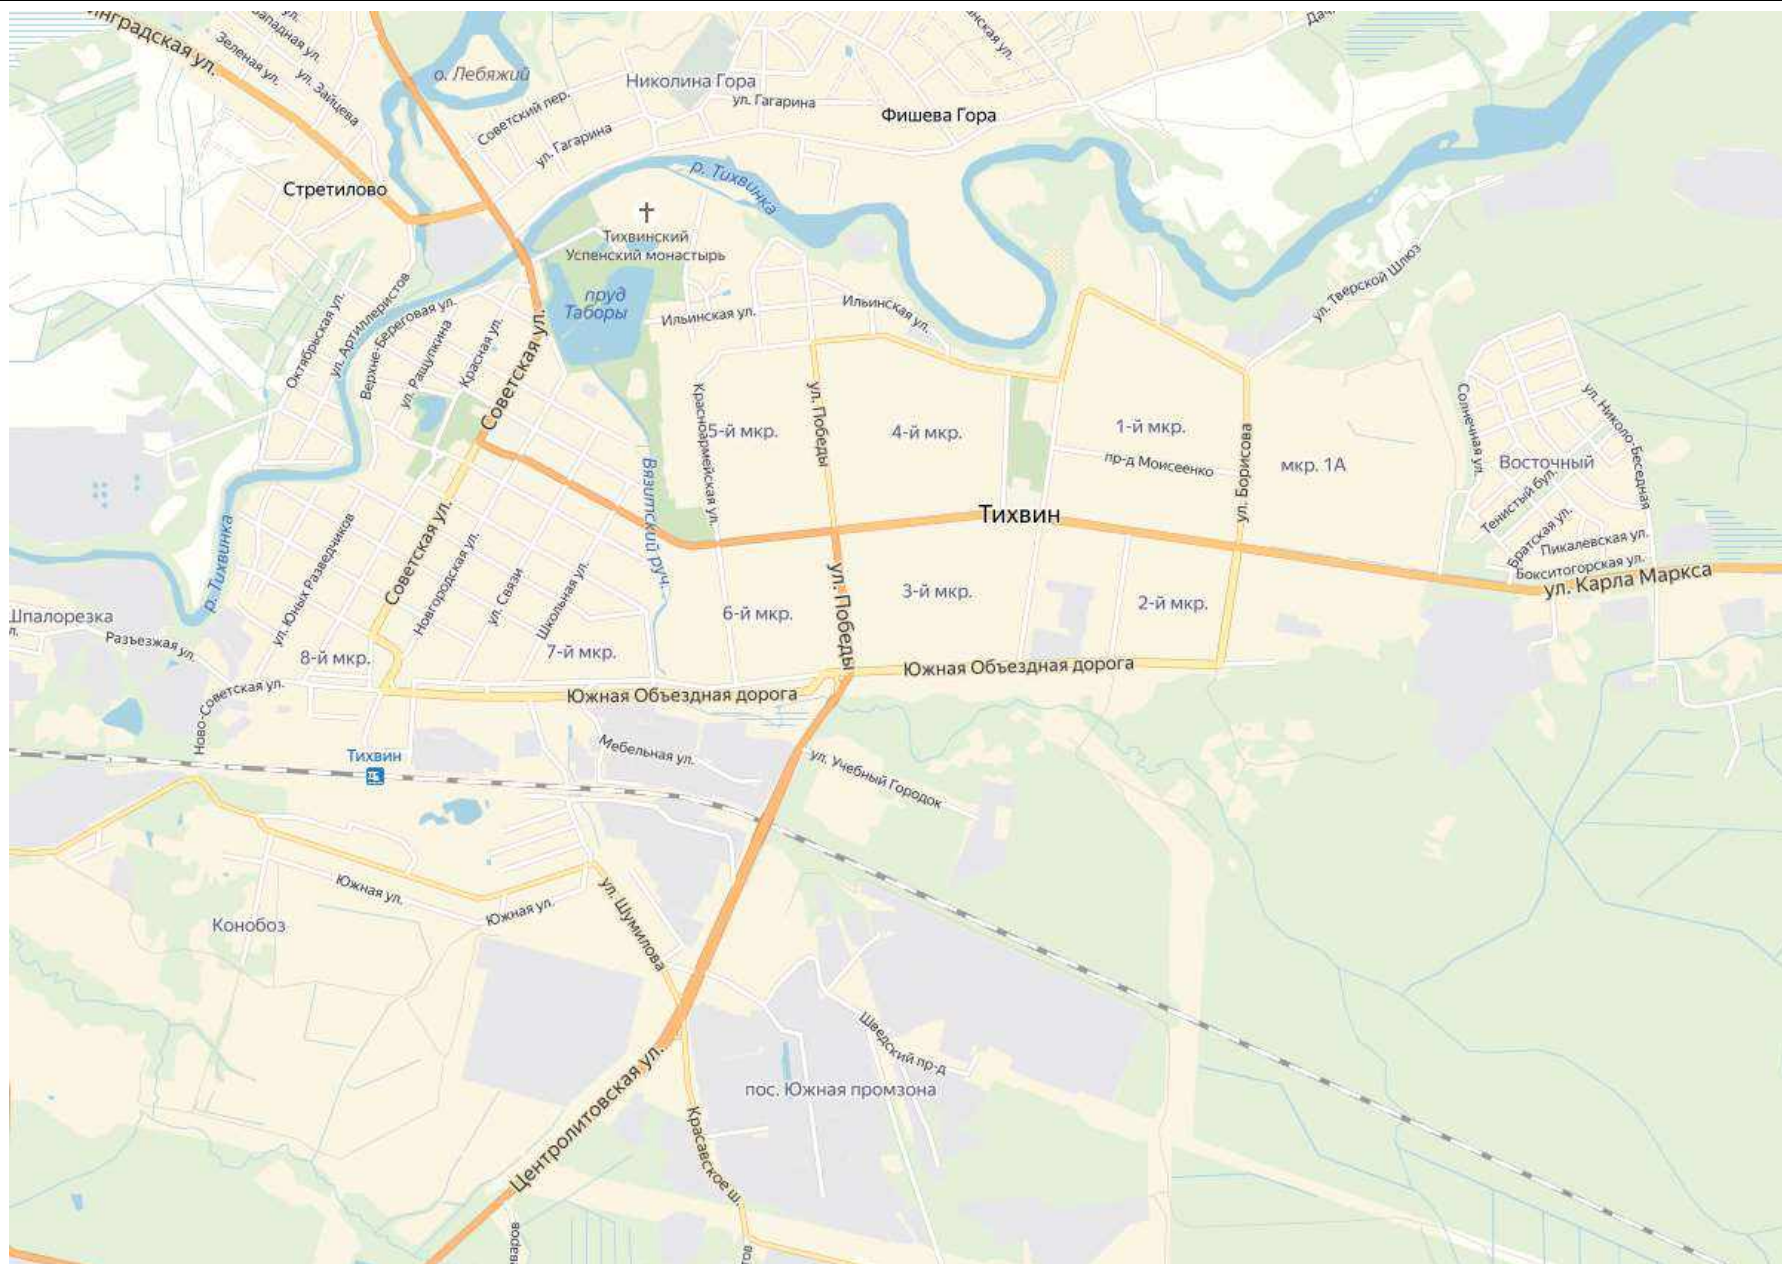 нградская ул.
западная ул.
Зеленая ул.
ул. Зайцева
о. Лебяжий
Советский пер.
Николина Гора
ул. Гагарина
ул. Гагарина
Фишева Гора
Стретилово
р. Тихвинка
Тихвинский
Успенский монастырь
пруд
Таборы
ул. Тверской Шлюз
Октябрьская ул.
ул. Артиллеристов
Верхне-Береговая ул.
ул. Ращупкина
Красная ул.
Советская ул.
Ильинская ул.
Ильинская ул.
Красноармейская ул.
5-й мкр.
ул. Победы
4-й мкр.
1-й мкр.
пр-д Моисеенко
ул. Борисова
мкр. 1А
Солнечная ул.
Восточный
ул. Николо-Беседная
Тенистый бул.
Братская ул.
Пикалевская ул.
Бокситогорская ул.
ул. Карла Маркса
Тихвин
Вязитский руч.
р. Тихвинка
ул. Юных Разведчиков
Советская ул.
Новгородская ул.
ул. Связи
Школьная ул.
6-й мкр.
ул. Победы
3-й мкр.
2-й мкр.
Шпалорезка
Разъезжая ул.
8-й мкр.
7-й мкр.
Ново-Советская ул.
Южная Объездная дорога
Южная Объездная дорога
Тихвин
Мебельная ул.
ул. Учебный Городок
Южная ул.
Южная ул.
Конобоз
ул. Шумилова
Шведский пр-д
пос. Южная промзона
Центролитовская ул.
Красавское ш.